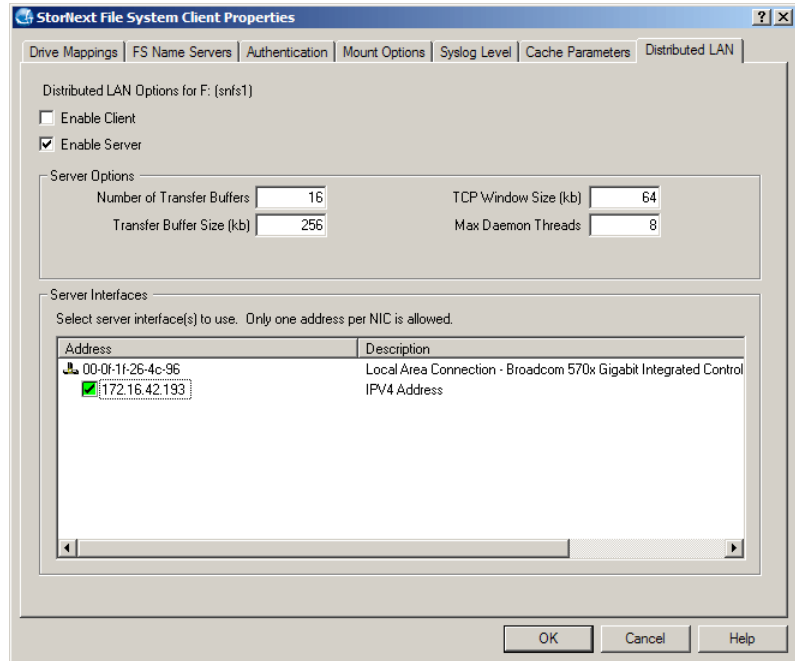 StorNext File System Client Properties
Drive Mappings FS Name Servers Authentication Mount Options Syslog Level Cache Parameters Distributed LAN
Distributed LAN Options for F: (snfs1)
Enable Client
Enable Server
Server Options
Number of Transfer Buffers 16 TCP Window Size (kb) 64
Transfer Buffer Size (kb) 256 Max Daemon Threads 8
Server Interfaces
Select server interface(s) to use. Only one address per NIC is allowed.
Address Description
00-0f-1f-26-4c-96 Local Area Connection - Broadcom 570x Gigabit Integrated Control
172.16.42.193 IPV4 Address
OK Cancel Help